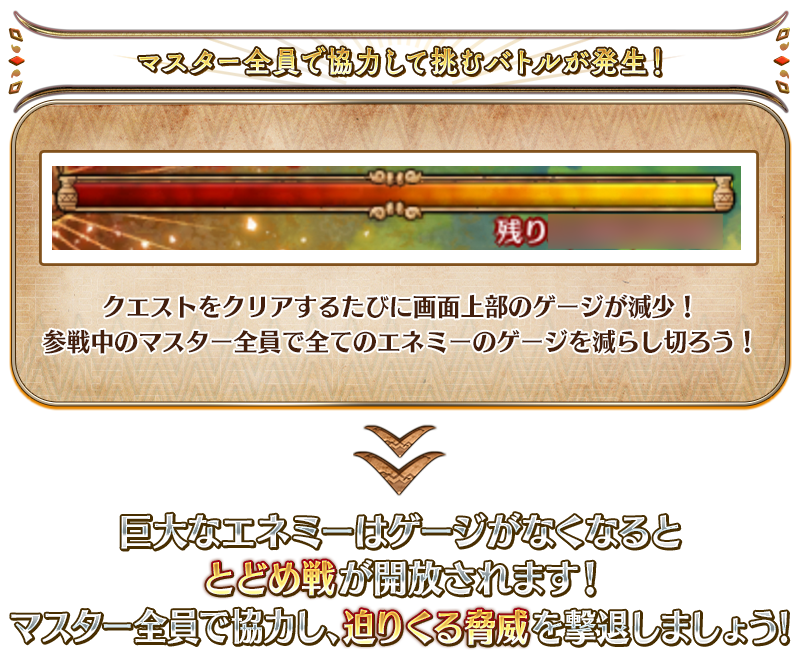 マスター全員で協力して挑むバトルが発生！
残り
クエストをクリアするたびに画面上部のゲージが減少！
参戦中のマスター全員で全てのエネミーのゲージを減らし切ろう！
巨大なエネミーはゲージがなくなると
とどめ戦が開放されます！
マスター全員で協力し、迫りくる脅威を撃退しましょう！